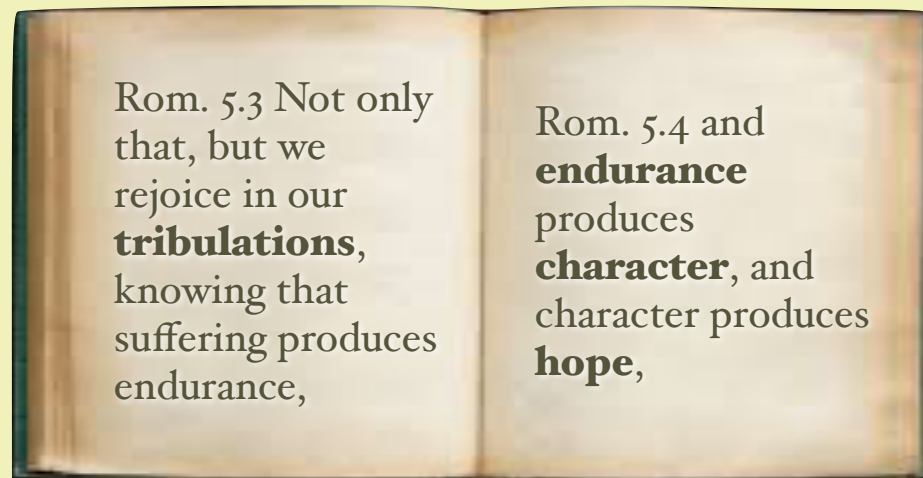 Rom. 5.3 Not only
that, but we
rejoice in our
tribulations,
knowing that
suffering produces
endurance,
Rom. 5.4 and
endurance
produces
character, and
character produces
hope,